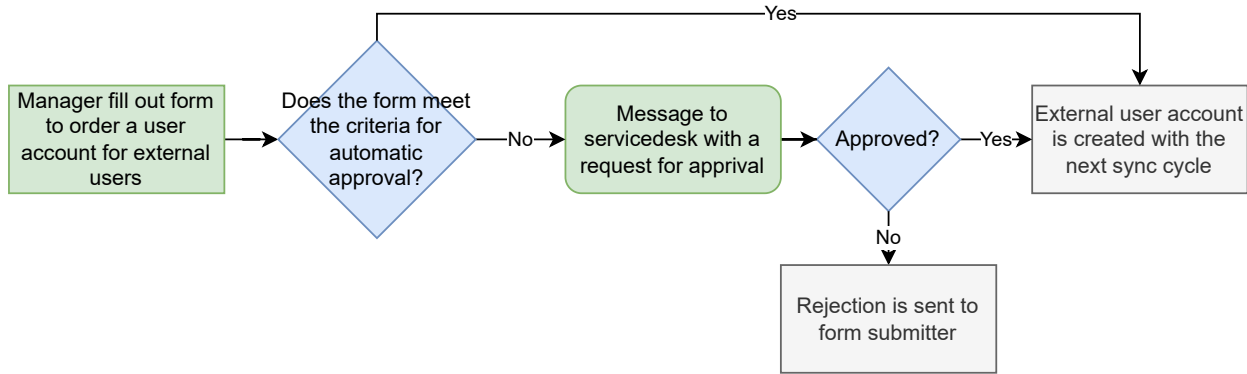 Yes
Manager fill out form
to order a user
account for external
users
Does the form meet
the criteria for
automatic
approval?
No
Message to
servicedesk with a
request for apprival
Approved?
Yes
External user account
is created with the
next sync cycle
No
Rejection is sent to
form submitter